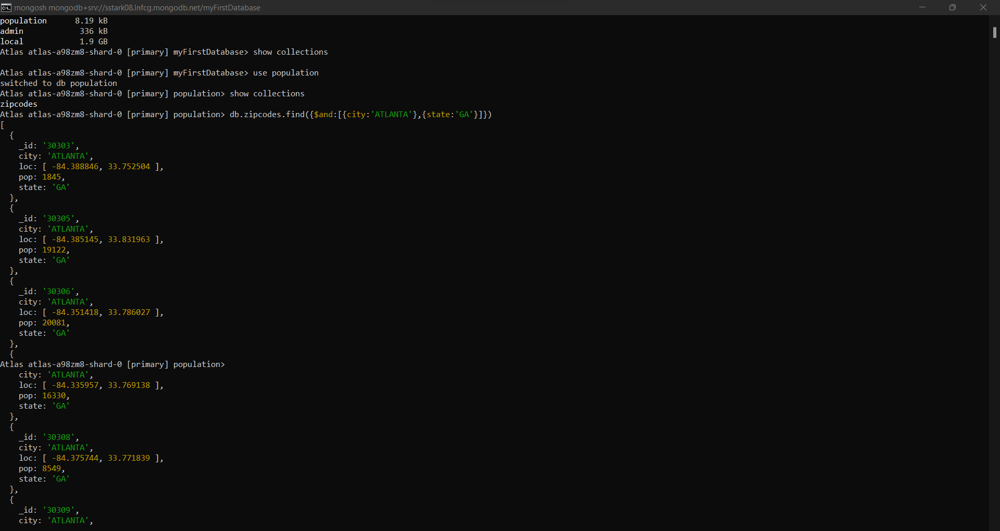 mongosh mongodb+srv://sstark08.lnfcg.mongodb.net/myFirstDatabase
population      8.19 kB
admin            336 kB
local            1.9 GB
Atlas atlas-a98zm8-shard-0 [primary] myFirstDatabase> show collections
Atlas atlas-a98zm8-shard-0 [primary] myFirstDatabase> use population
switched to db population
Atlas atlas-a98zm8-shard-0 [primary] population> show collections
zipcodes
Atlas atlas-a98zm8-shard-0 [primary] population> db.zipcodes.find({$and:[{city:'ATLANTA'},{state:'GA'}]})
[
  {
    _id: '30303',
    city: 'ATLANTA',
    loc: [ -84.388846, 33.752504 ],
    pop: 1845,
    state: 'GA'
  },
  {
    _id: '30305',
    city: 'ATLANTA',
    loc: [ -84.385145, 33.831963 ],
    pop: 19122,
    state: 'GA'
  },
  {
    _id: '30306',
    city: 'ATLANTA',
    loc: [ -84.351418, 33.786027 ],
    pop: 20081,
    state: 'GA'
  },
  {
Atlas atlas-a98zm8-shard-0 [primary] population>
    city: 'ATLANTA',
    loc: [ -84.335957, 33.769138 ],
    pop: 16330,
    state: 'GA'
  },
  {
    _id: '30308',
    city: 'ATLANTA',
    loc: [ -84.375744, 33.771839 ],
    pop: 8549,
    state: 'GA'
  },
  {
    _id: '30309',
    city: 'ATLANTA',